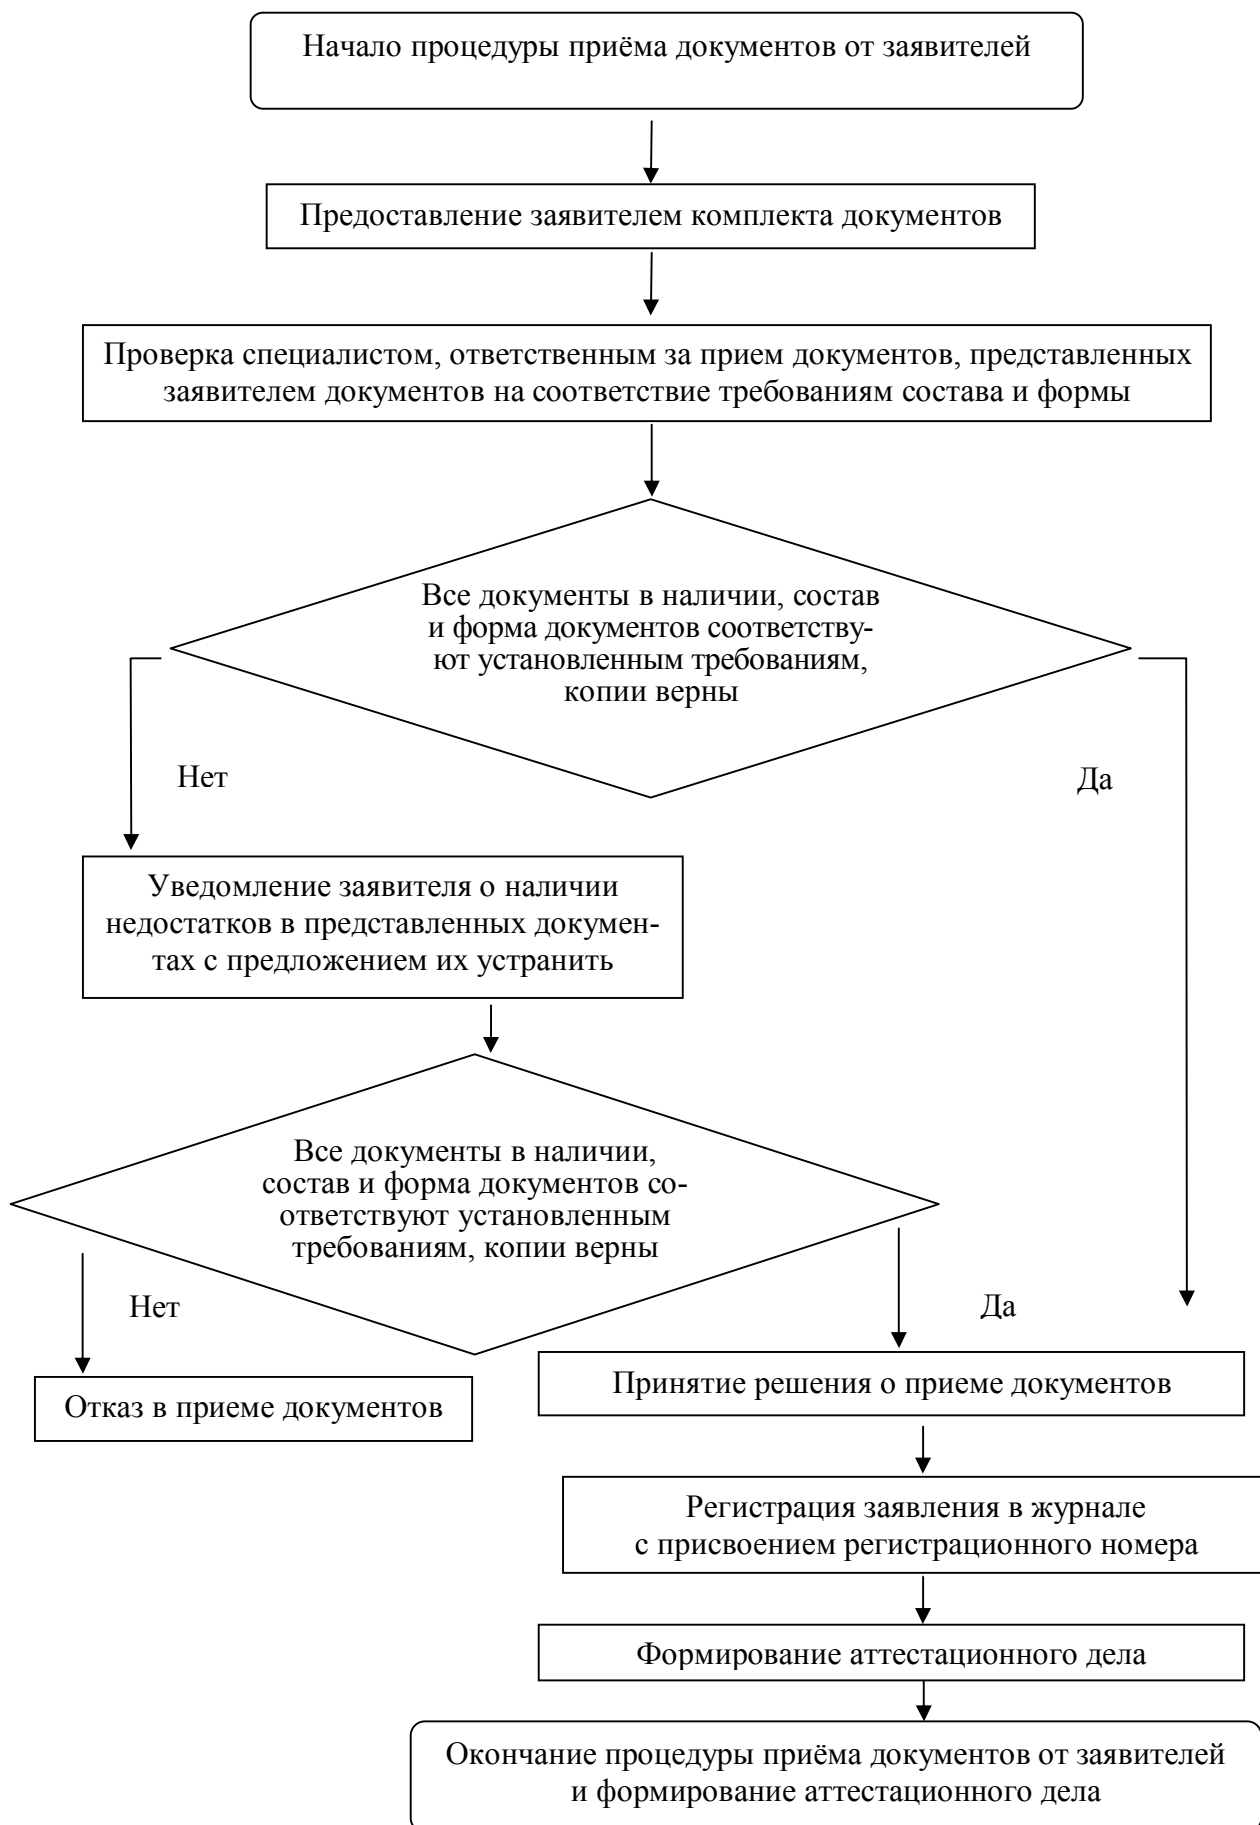 Начало процедуры приёма документов от заявителей
Предоставление заявителем комплекта документов
Проверка специалистом, ответственным за прием документов, представленных
заявителем документов на соответствие требованиям состава и формы
Все документы в наличии, состав
и форма документов соответству-
ют установленным требованиям,
копии верны
Нет
Да
Уведомление заявителя о наличии
недостатков в представленных докумен-
тах с предложением их устранить
Все документы в наличии,
состав и форма документов со-
ответствуют установленным
требованиям, копии верны
Нет
Да
Отказ в приеме документов
Принятие решения о приеме документов
Регистрация заявления в журнале
с присвоением регистрационного номера
Формирование аттестационного дела
Окончание процедуры приёма документов от заявителей
и формирование аттестационного дела